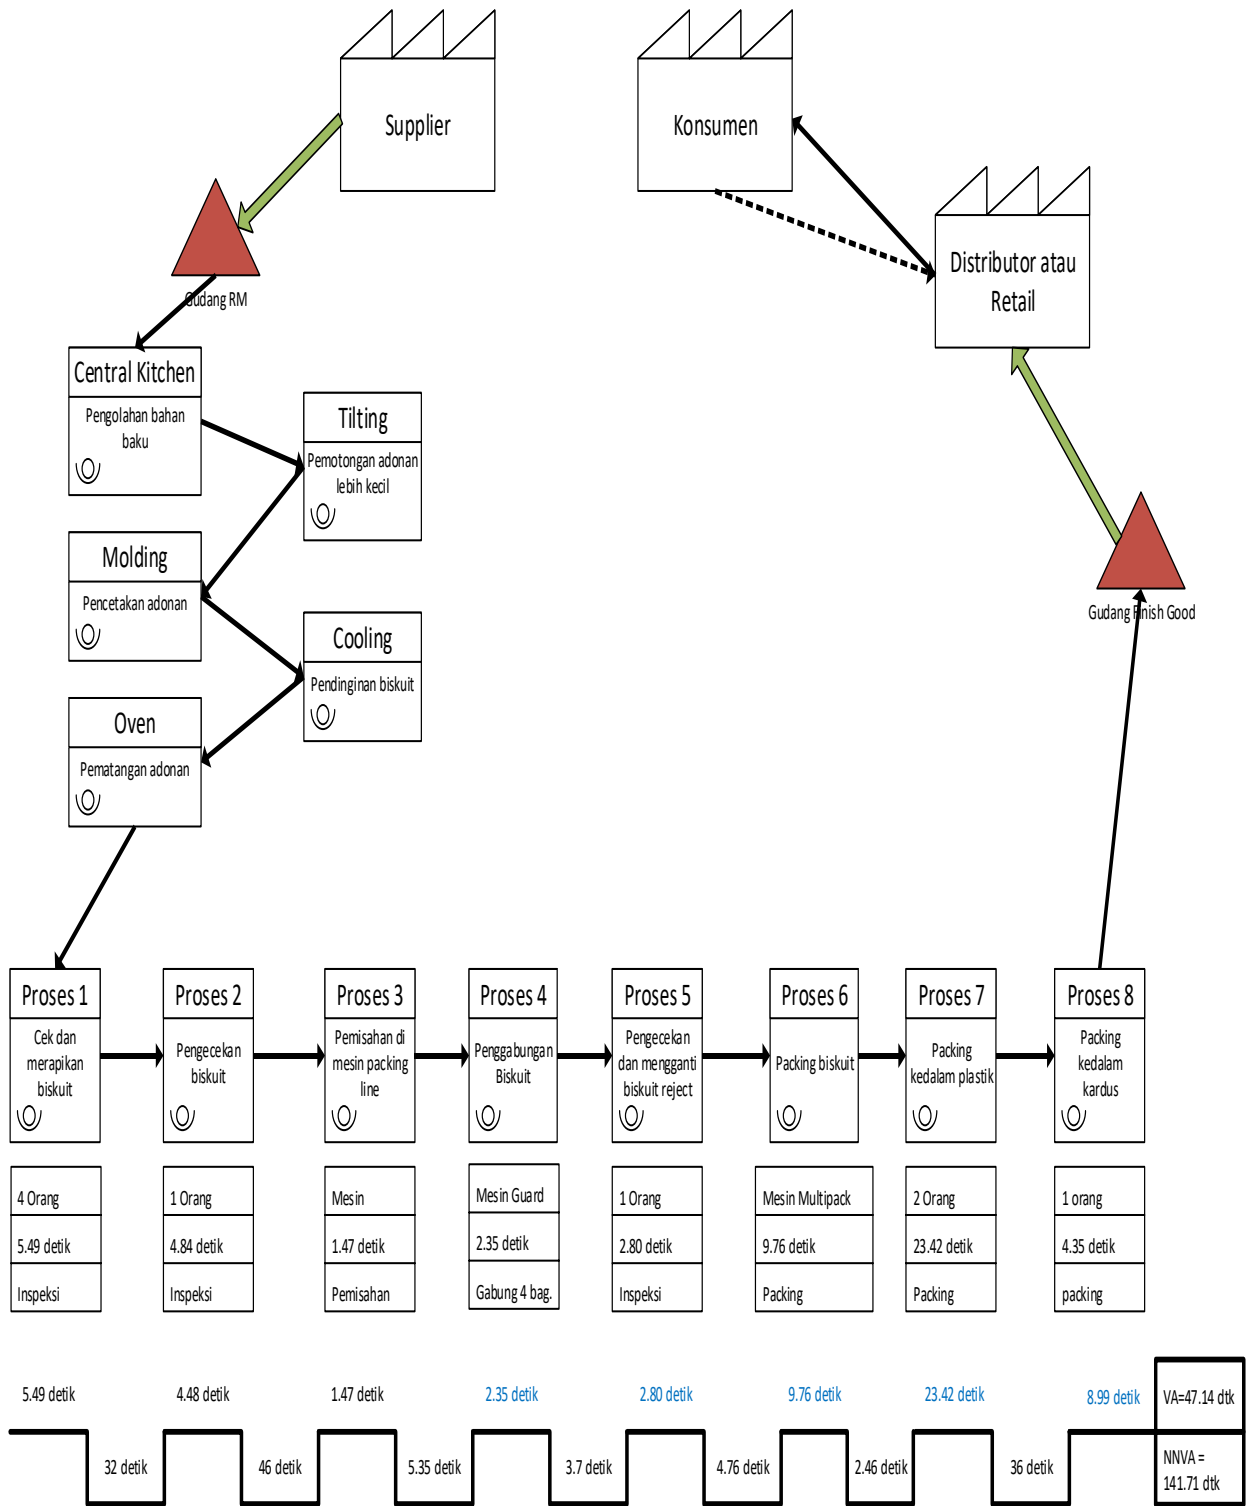 Supplier
Konsumen
Distributor atau
Retail
Gudang RM
Central Kitchen
Pengolahan bahan
baku
Tilting
Pemotongan adonan
lebih kecil
Molding
Pencetakan adonan
Cooling
Pendinginan biskuit
Oven
Pematangan adonan
Gudang Finish Good
Proses 1
Cek dan
merapikan
biskuit
Proses 2
Pengecekan
biskuit
Proses 3
Pemisahan di
mesin packing
line
Proses 4
Penggabungan
Biskuit
Proses 5
Pengecekan
dan mengganti
biskuit reject
Proses 6
Packing biskuit
Proses 7
Packing
kedalam plastik
Proses 8
Packing
kedalam
kardus
4 Orang
5.49 detik
Inspeksi
1 Orang
4.84 detik
Inspeksi
Mesin
1.47 detik
Pemisahan
Mesin Guard
2.35 detik
Gabung 4 bag.
1 Orang
2.80 detik
Inspeksi
Mesin Multipack
9.76 detik
Packing
2 Orang
23.42 detik
Packing
1 orang
4.35 detik
packing
5.49 detik
4.48 detik
1.47 detik
2.35 detik
2.80 detik
9.76 detik
23.42 detik
8.99 detik
VA=47.14 dtk
32 detik
46 detik
5.35 detik
3.7 detik
4.76 detik
2.46 detik
36 detik
NNVA =
141.71 dtk